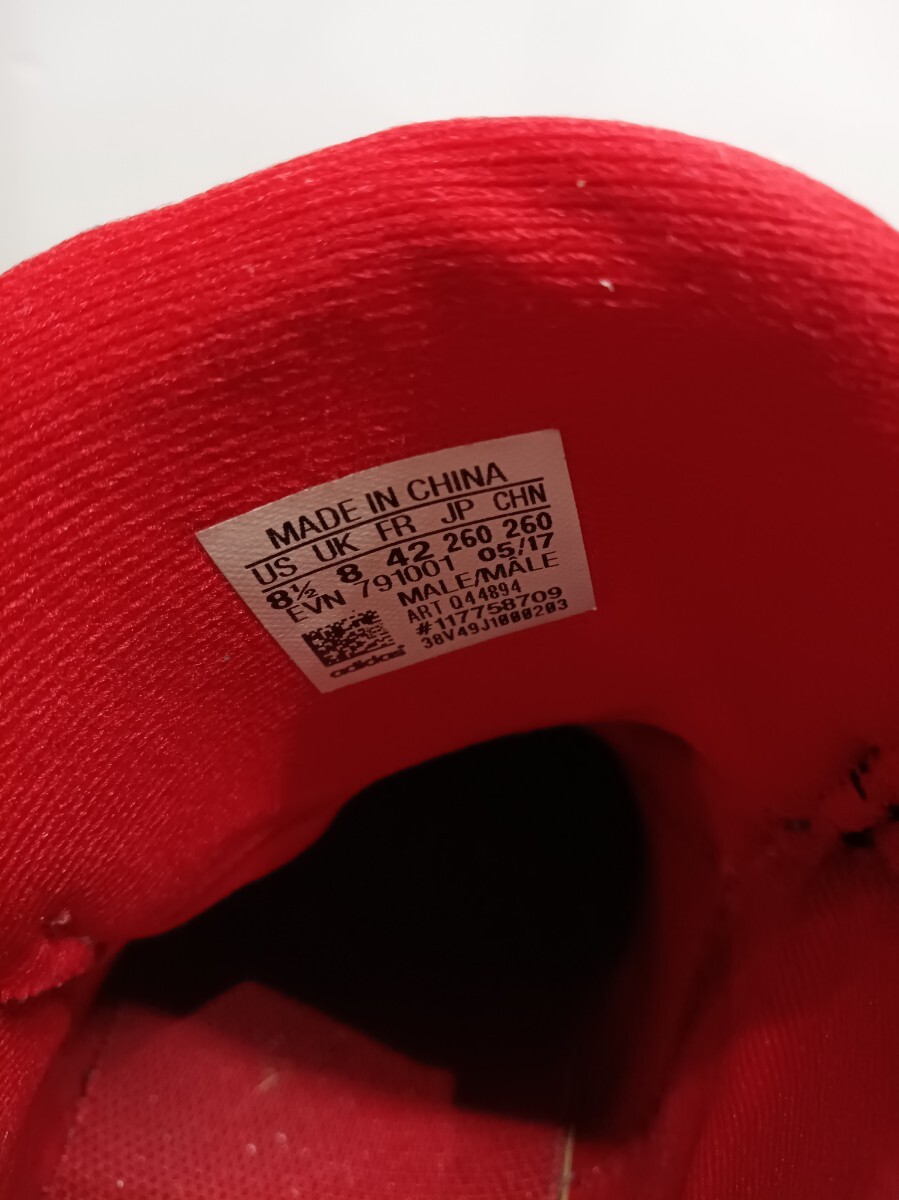 MADE IN CHINA
US UK FR JP CHN
8½ 8 42 260 260
EVN 791001 05/17
MALE/MÂLE
ART Q44894
#117758709
38V49J1000203
adidas